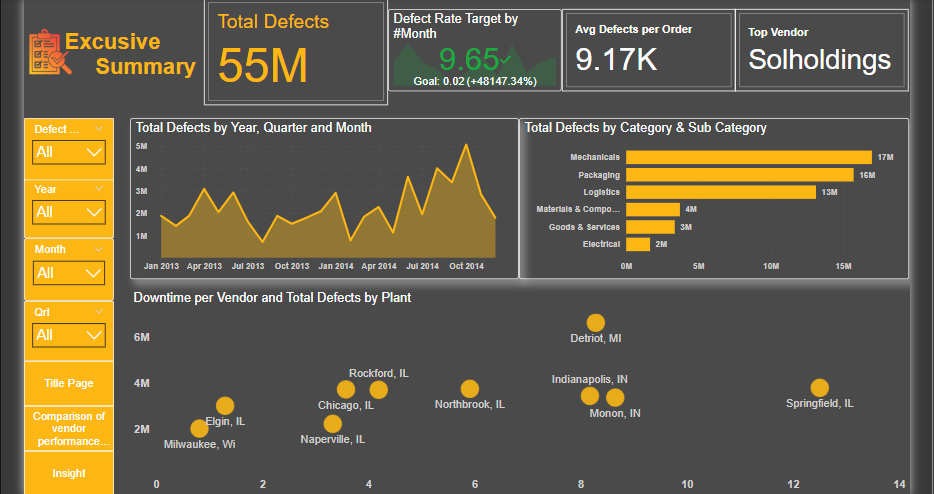 Excusive
Summary
Total Defects
55M
Defect Rate Target by
#Month
9.65
Goal: 0.02 (+48147.34%)
Avg Defects per Order
9.17K
Top Vendor
Solholdings
Defect ...
All
Year
All
Month
All
Qrt
All
Title Page
Comparison of
vendor
performance...
Insight
Total Defects by Year, Quarter and Month
5M
4M
3M
2M
1M
Jan 2013 Apr 2013 Jul 2013 Oct 2013 Jan 2014 Apr 2014 Jul 2014 Oct 2014
Total Defects by Category & Sub Category
Mechanicals 17M
Packaging 16M
Logistics 13M
Materials & Compo... 4M
Goods & Services 3M
Electrical 2M
0M 5M 10M 15M
Downtime per Vendor and Total Defects by Plant
6M
4M
2M
Detriot, MI
Rockford, IL
Indianapolis, IN
Chicago, IL
Northbrook, IL
Springfield, IL
Monon, IN
Elgin, IL
Naperville, IL
Milwaukee, Wi
0 2 4 6 8 10 12 14